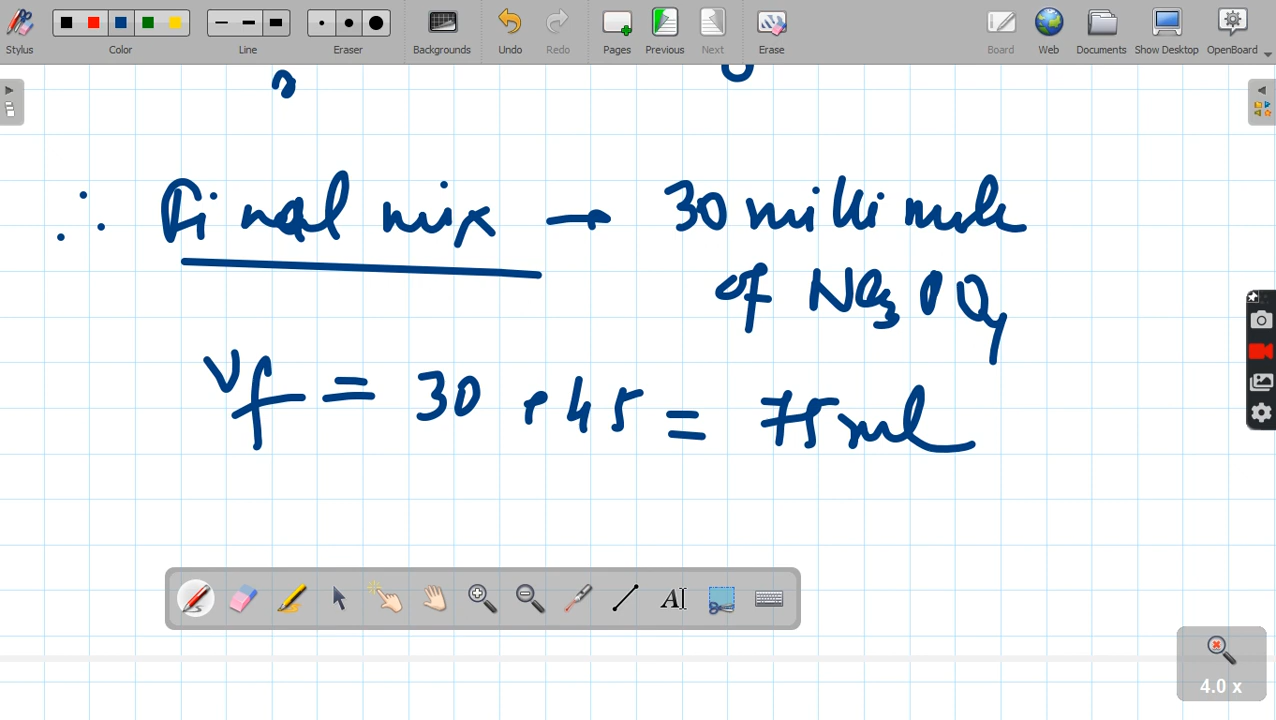 Stylus Color Line Eraser Backgrounds Undo Redo Pages Previous Next Erase Board Web Documents Show Desktop OpenBoard
∴ Final mix → 30 milli mole
of Na₃PO₄
Vf = 30 + 45 = 75 ml
AI
4.0 x